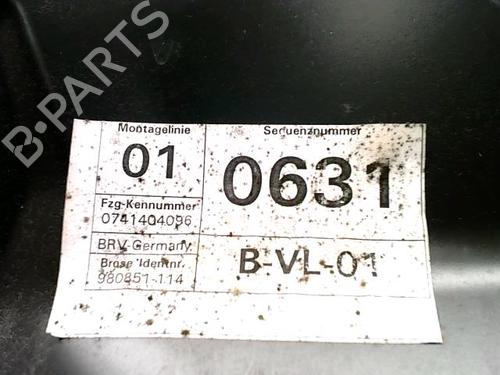 B-PARTS
Montagelinie
01
Sequenznummer
0631
Fzg-Kennummer
0741404096
BRV-Germany
Brose Identnr.
980851-114
B-VL-01